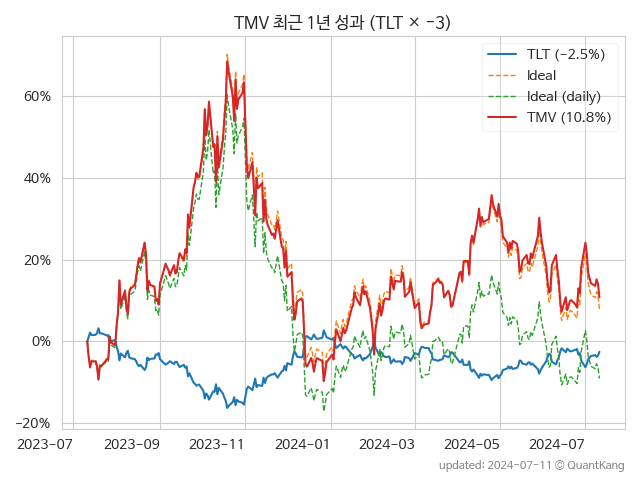 TMV 최근 1년 성과 (TLT × −3)
TLT (−2.5%)
Ideal
Ideal (daily)
TMV (10.8%)
60%
40%
20%
0%
−20%
2023-07
2023-09
2023-11
2024-01
2024-03
2024-05
2024-07
updated: 2024-07-11 © QuantKang